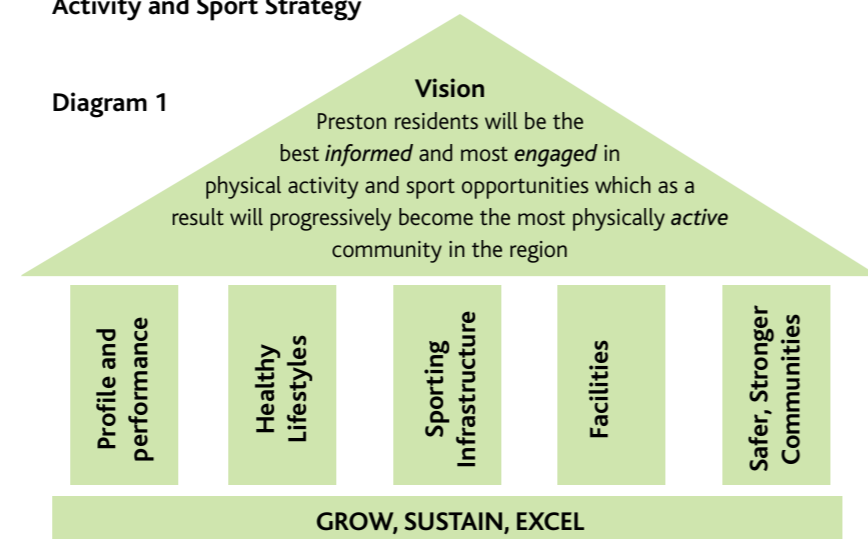 Activity and Sport Strategy
Diagram 1
Vision
Preston residents will be the
best informed and most engaged in
physical activity and sport opportunities which as a
result will progressively become the most physically active
community in the region
Profile and
performance
Healthy
Lifestyles
Sporting
Infrastructure
Facilities
Safer, Stronger
Communities
GROW, SUSTAIN, EXCEL